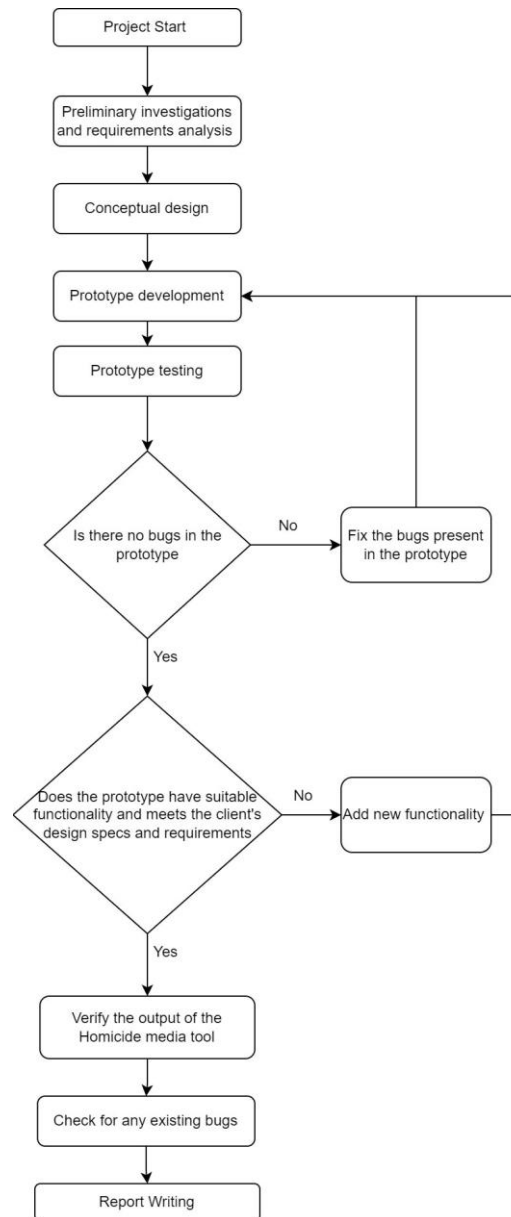 Project Start
Preliminary investigations
and requirements analysis
Conceptual design
Prototype development
Prototype testing
Is there no bugs in the
prototype
No
Fix the bugs present
in the prototype
Yes
Does the prototype have suitable
functionality and meets the client's
design specs and requirements
No
Add new functionality
Yes
Verify the output of the
Homicide media tool
Check for any existing bugs
Report Writing